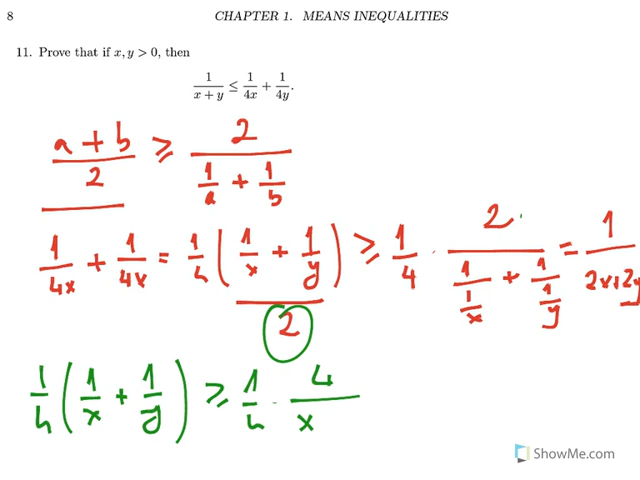 8 CHAPTER 1. MEANS INEQUALITIES
11. Prove that if x, y > 0, then
1/(x + y) ≤ 1/(4x) + 1/(4y).
(a + b)/2 ≥ 2/(1/a + 1/b)
1/(4x) + 1/(4x) = 1/4 (1/x + 1/y)/2 ≥ 1/4 · 2/(1/(1/x) + 1/(1/y)) = 1/(2x+2y)
1/4 (1/x + 1/y) ≥ 1/4 · 4/x
ShowMe.com